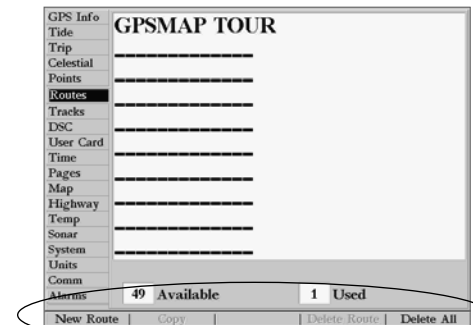 GPS Info
Tide
Trip
Celestial
Points
Routes
Tracks
DSC
User Card
Time
Pages
Map
Highway
Temp
Sonar
System
Units
Comm
Alarms
GPSMAP TOUR
49 Available
1 Used
New Route | Copy | | Delete Route | Delete All